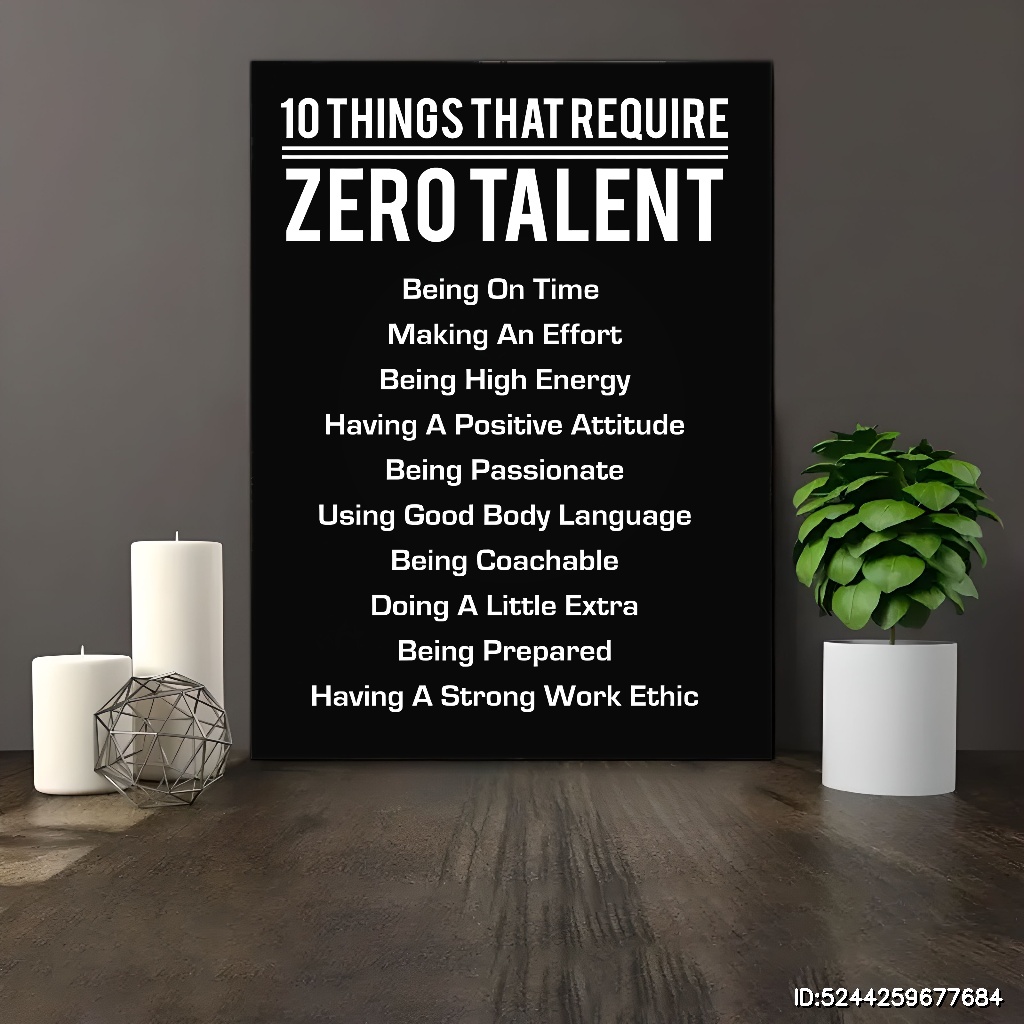 10 THINGS THAT REQUIRE
ZERO TALENT
Being On Time
Making An Effort
Being High Energy
Having A Positive Attitude
Being Passionate
Using Good Body Language
Being Coachable
Doing A Little Extra
Being Prepared
Having A Strong Work Ethic
ID:5244259677684